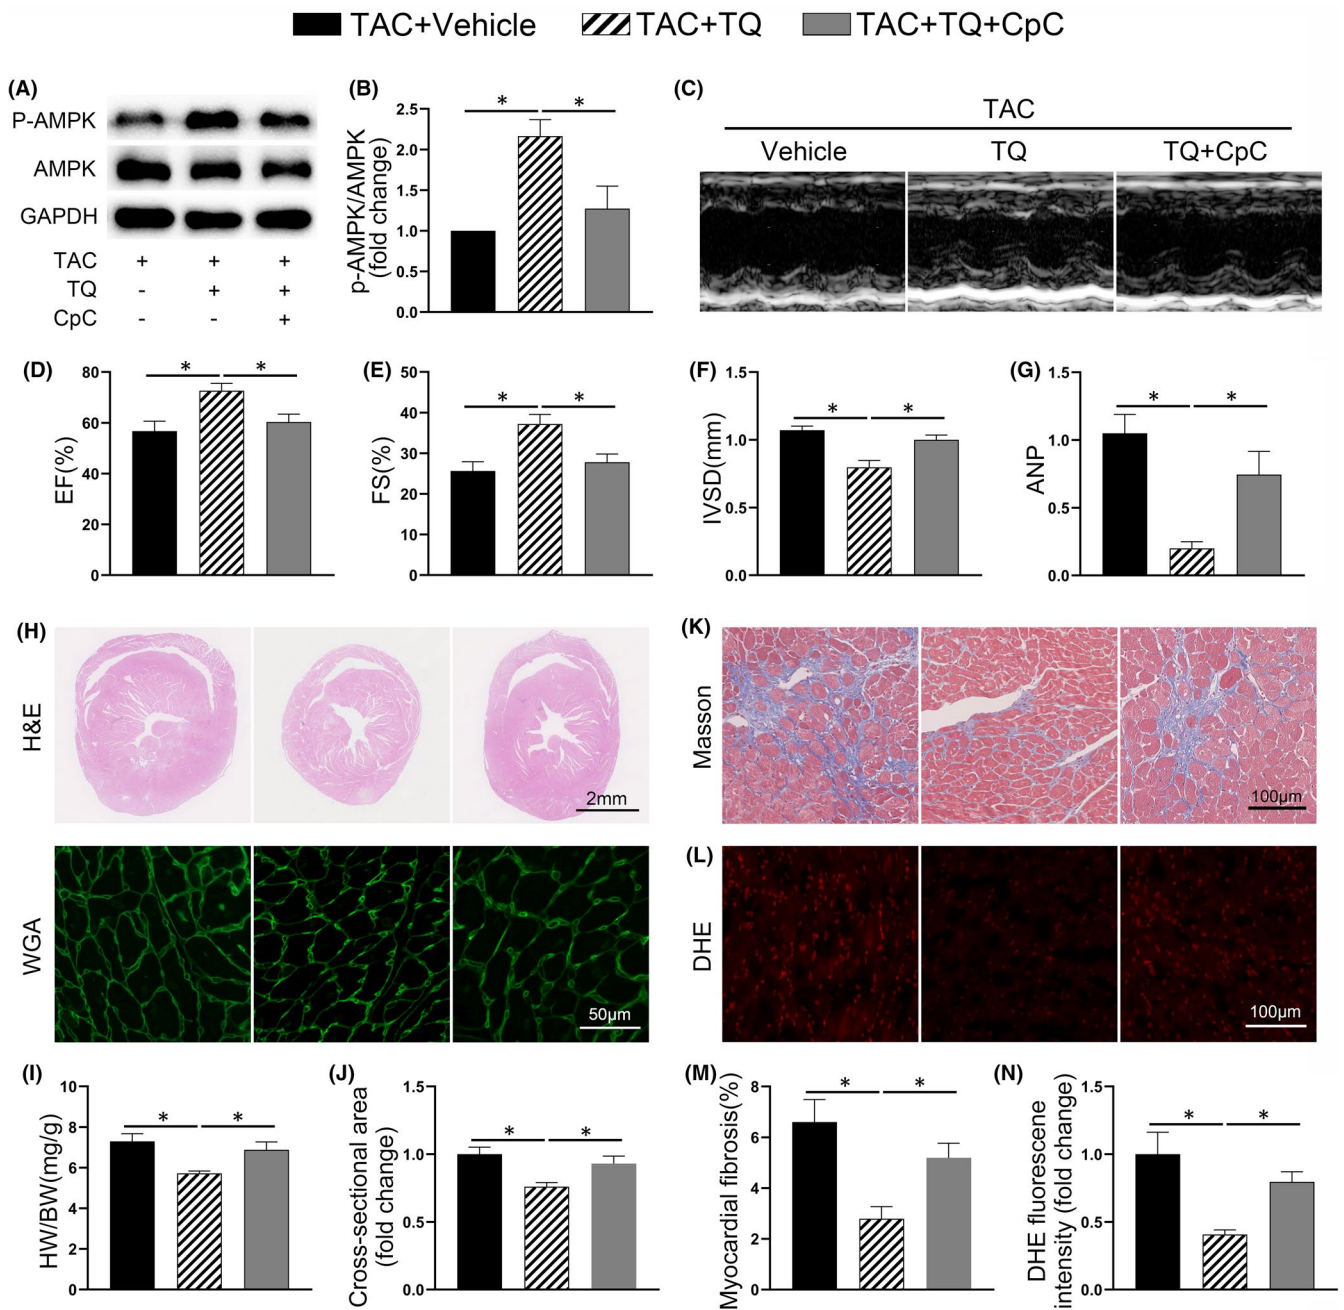 TAC+Vehicle TAC+TQ TAC+TQ+CpC
(A)
P-AMPK
AMPK
GAPDH
TAC + + +
TQ - + +
CpC - - +
(B)
p-AMPK/AMPK
(fold change)
2.5
2.0
1.5
1.0
0.5
0.0
* *
(C)
TAC
Vehicle TQ TQ+CpC
(D)
EF(%)
80
60
40
20
0
* *
(E)
FS(%)
50
40
30
20
10
0
* *
(F)
IVSD(mm)
1.5
1.0
0.5
0.0
* *
(G)
ANP
1.5
1.0
0.5
0.0
* *
(H)
H&E
2mm
WGA
50μm
(K)
Masson
100μm
(L)
DHE
100μm
(I)
HW/BW(mg/g)
10
8
6
4
2
0
* *
(J)
Cross-sectional area
(fold change)
1.5
1.0
0.5
0.0
* *
(M)
Myocardial fibrosis(%)
8
6
4
2
0
* *
(N)
DHE fluorescene
intensity (fold change)
1.5
1.0
0.5
0.0
* *